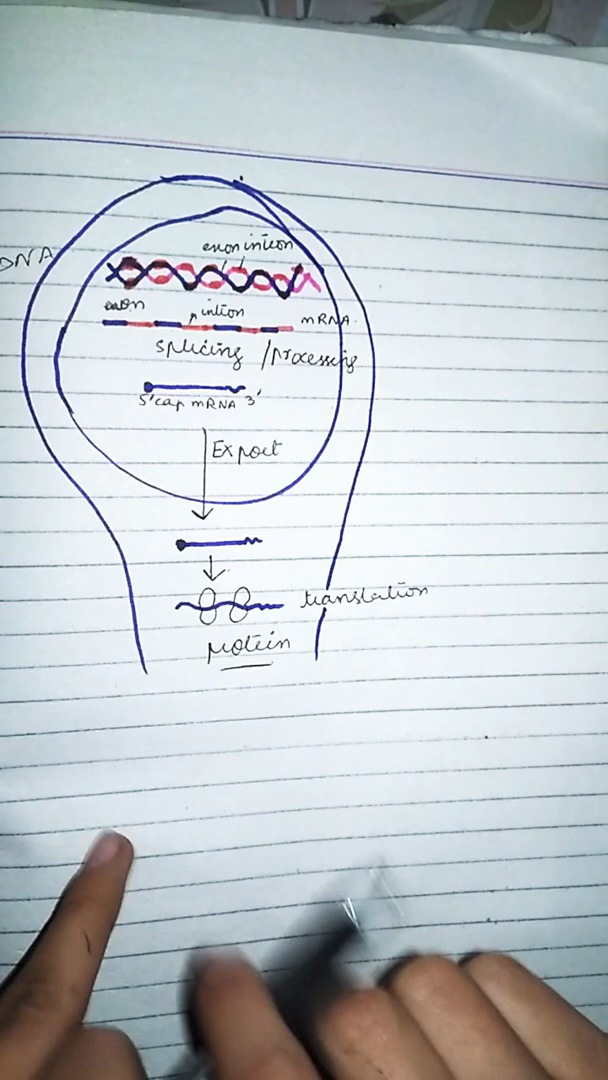 DNA
exon intron
exon intron mRNA
splicing / processing
5'cap mRNA 3'
Export
translation
protein